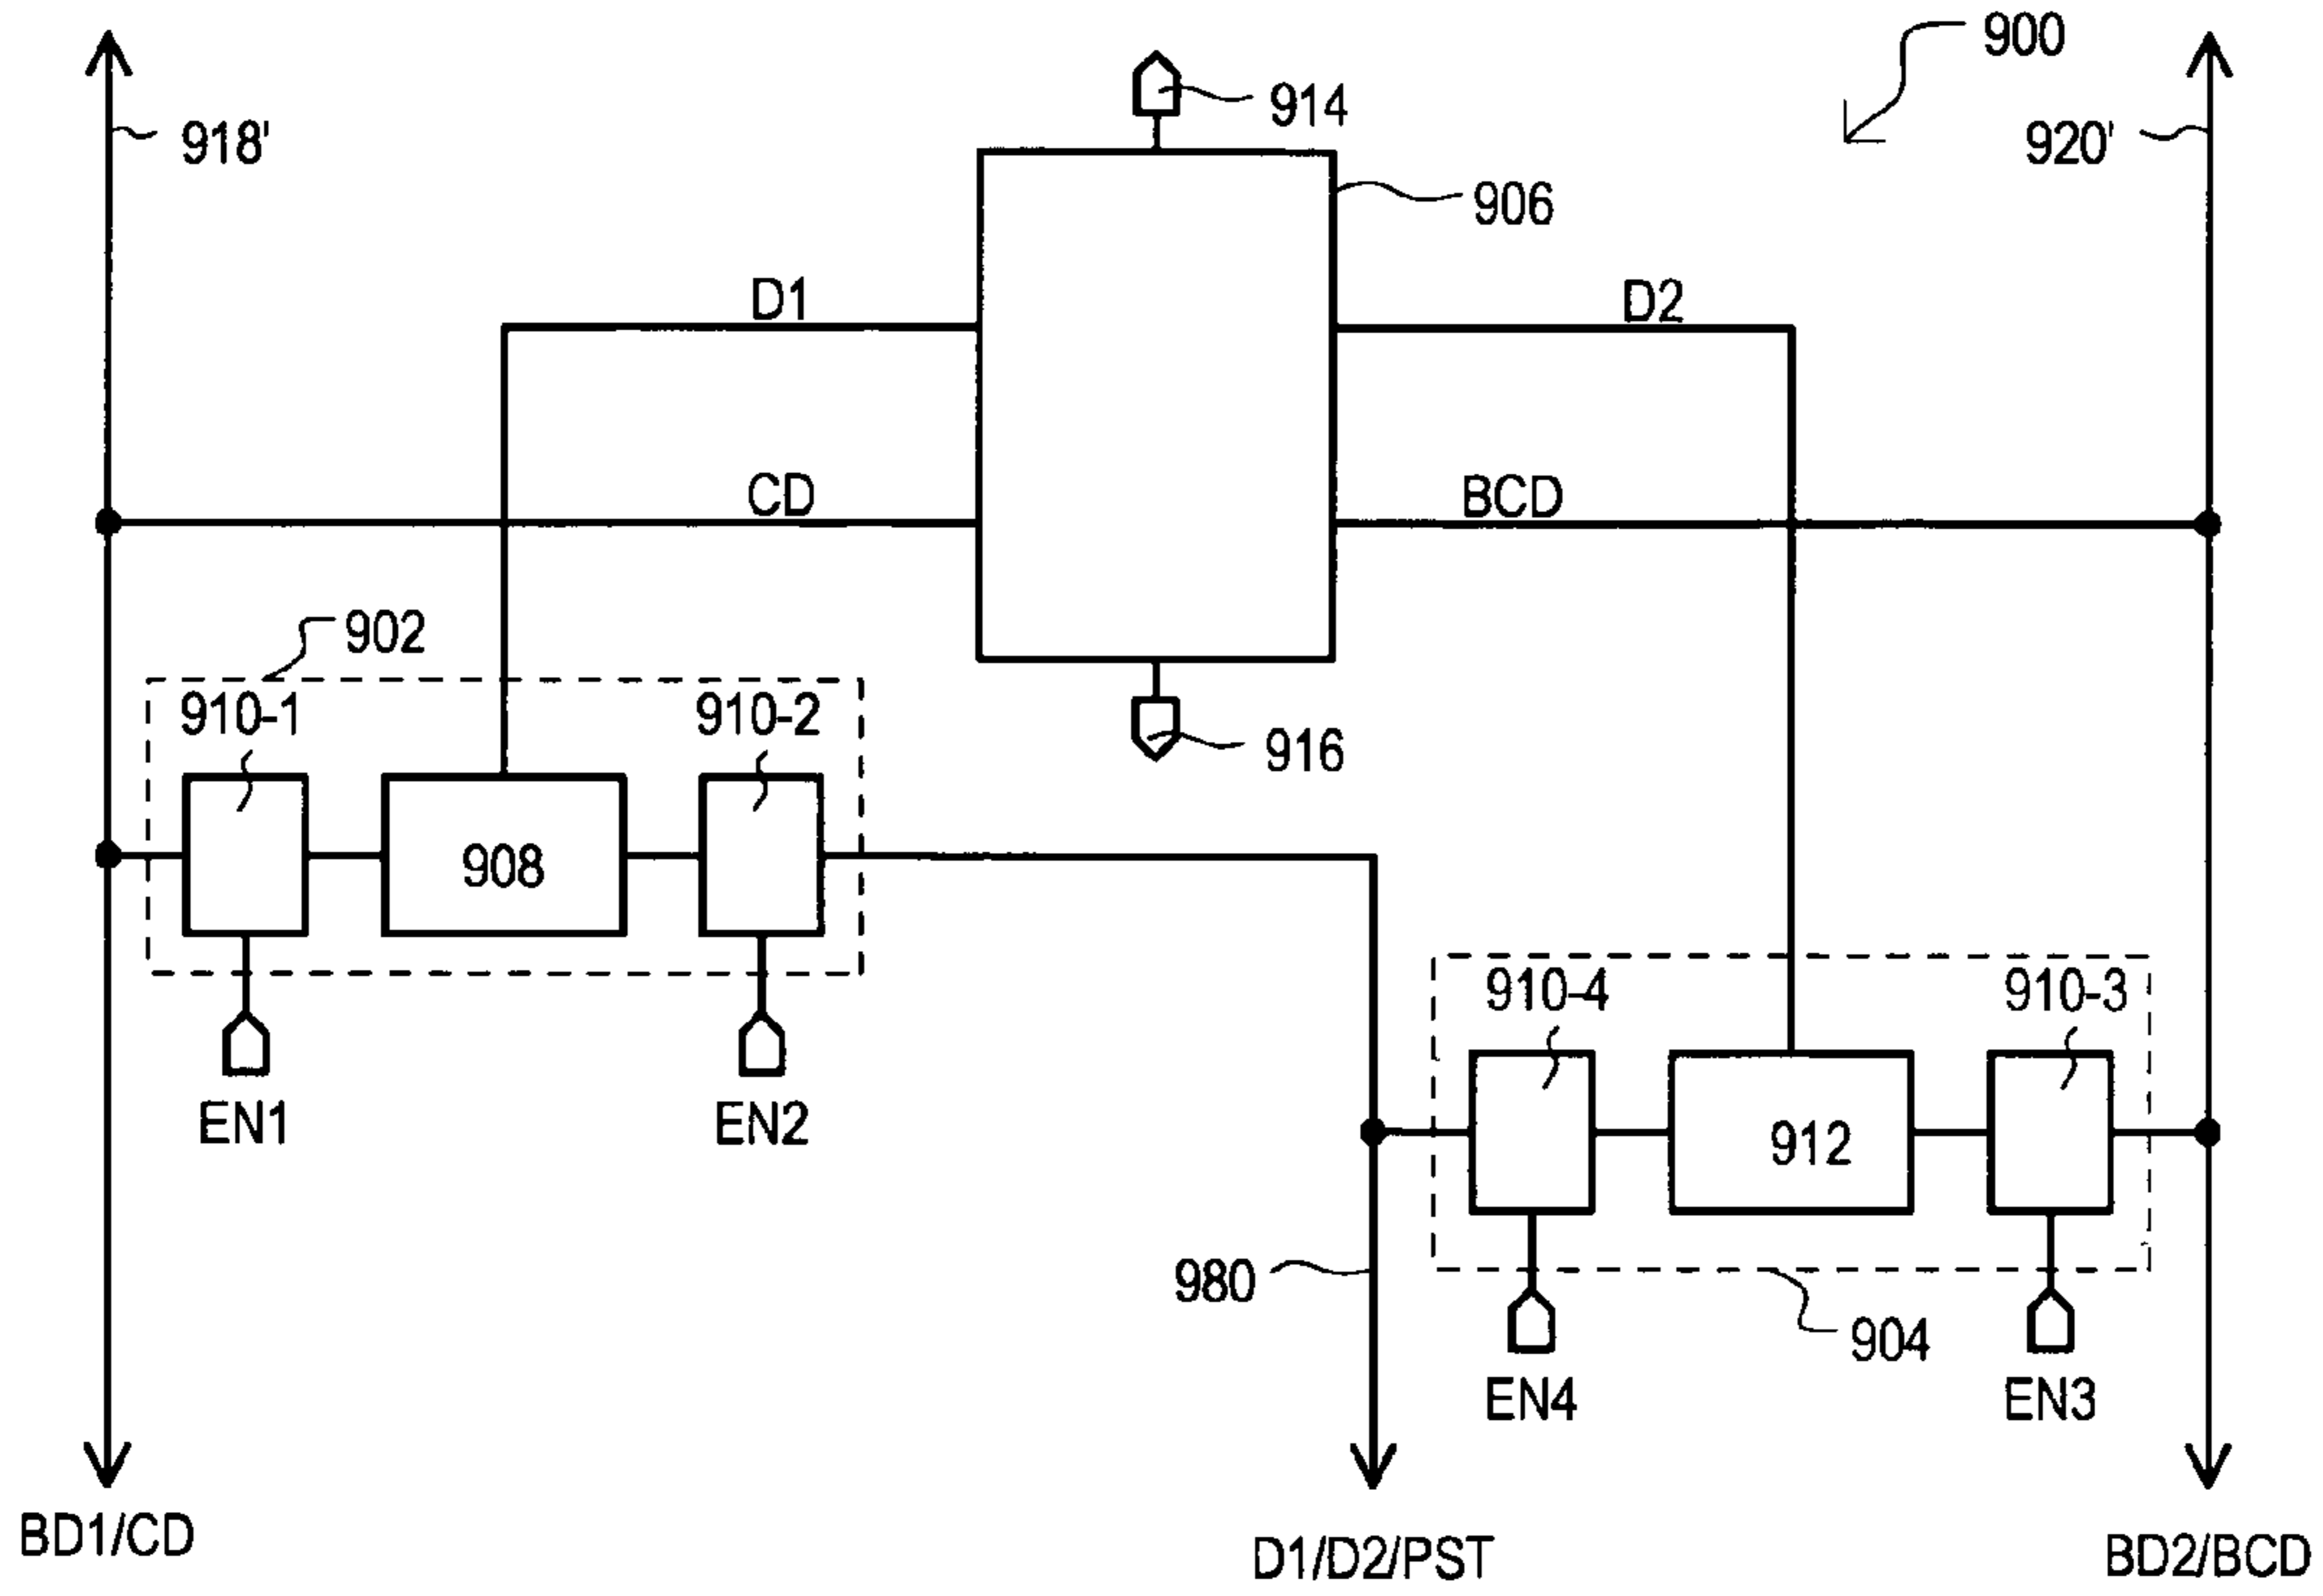 900
914
918'
920'
906
D1
D2
CD
BCD
902
910-1
910-2
916
908
910-4
910-3
EN1
EN2
912
980
904
EN4
EN3
BD1/CD
D1/D2/PST
BD2/BCD